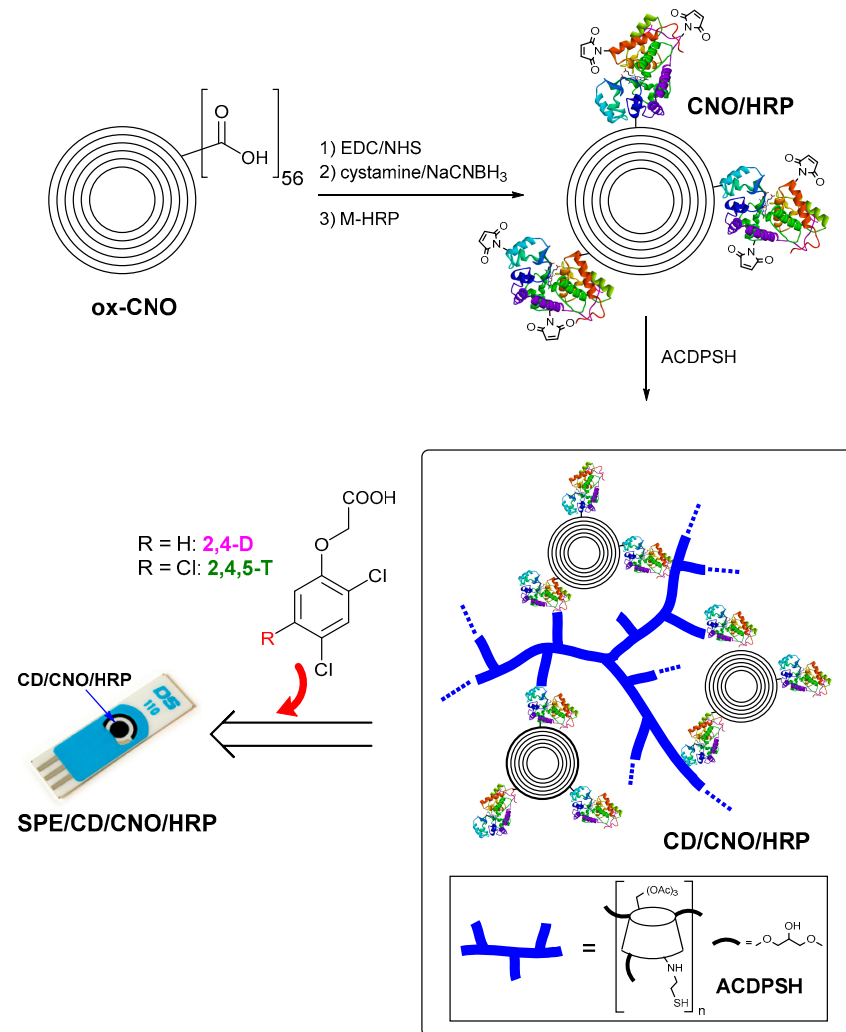 O
OH
56
1) EDC/NHS
2) cystamine/NaCNBH3
3) M-HRP
ox-CNO
O
N
O
O
N
O
CNO/HRP
O
N
O
O
N
O
O
N
O
O
N
O
ACDPSH
COOH
O
R = H: 2,4-D
R = Cl: 2,4,5-T
Cl
R
Cl
CD/CNO/HRP
DS
110
SPE/CD/CNO/HRP
CD/CNO/HRP
=
(OAc)3
NH
SH
n
=
OH
O
O
ACDPSH